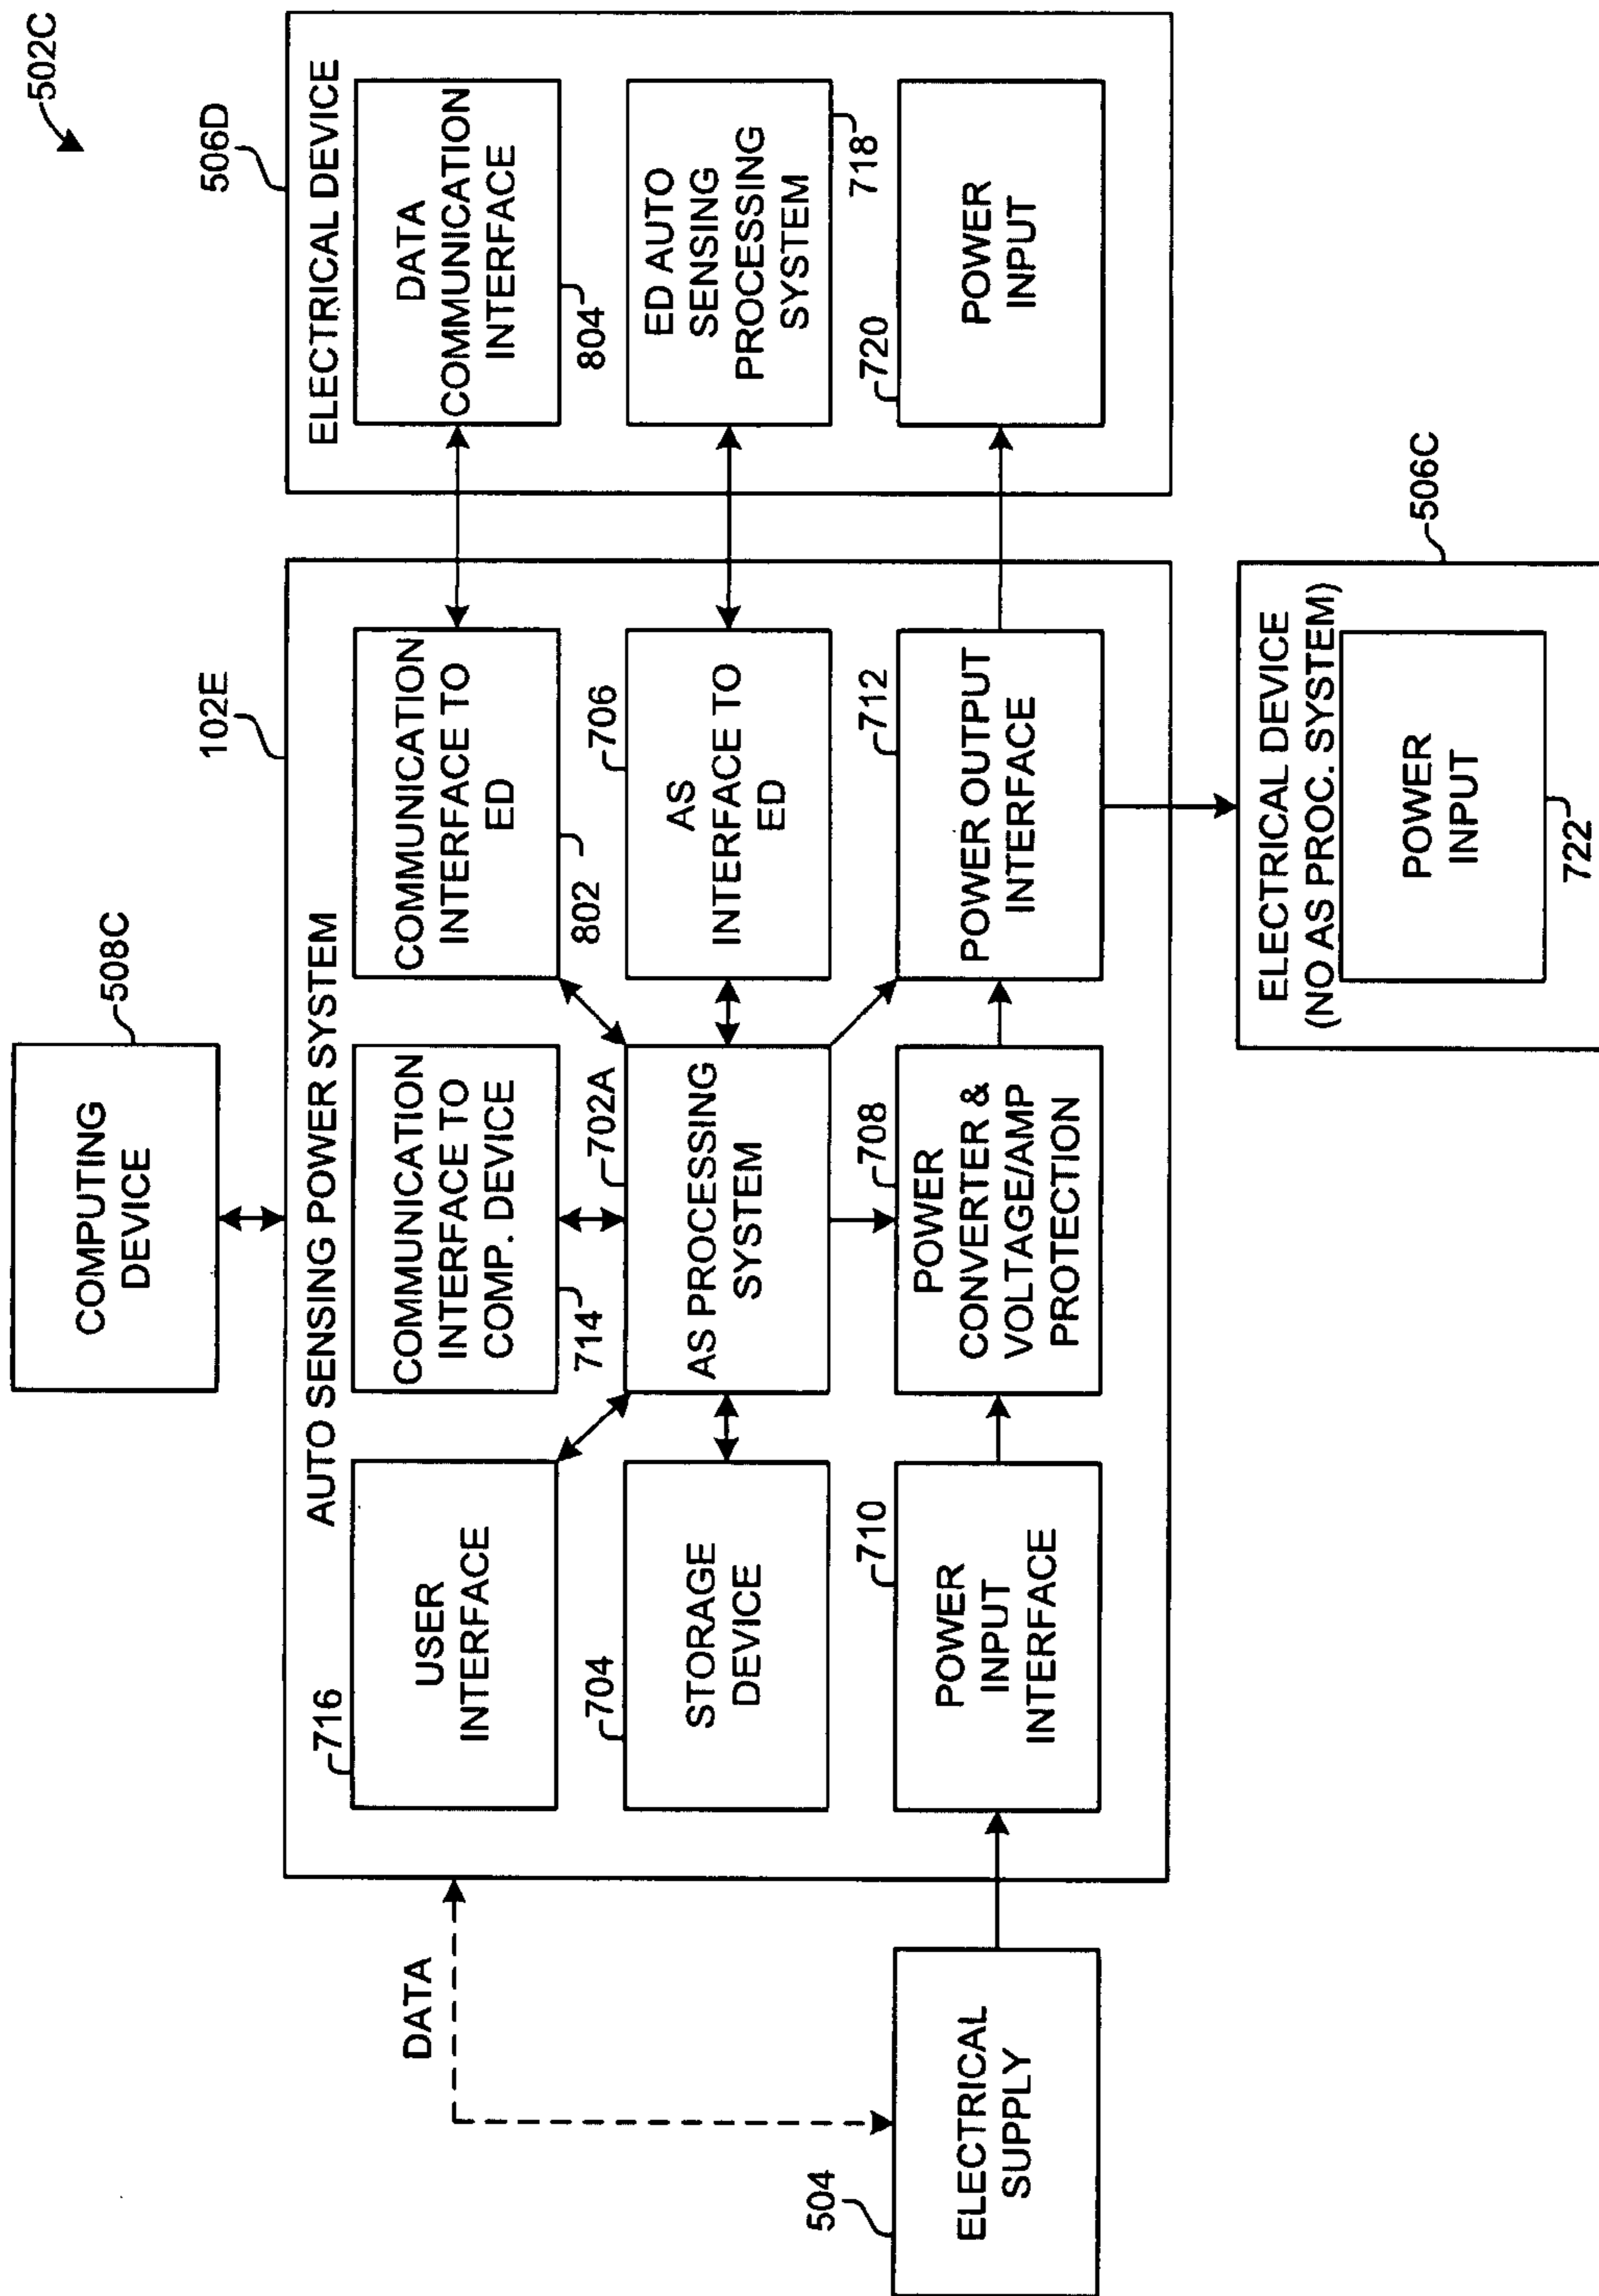 502C
COMPUTING
DEVICE
508C
AUTO SENSING POWER SYSTEM
102E
716
USER
INTERFACE
COMMUNICATION
INTERFACE TO
COMP. DEVICE
714
COMMUNICATION
INTERFACE TO
ED
802
704
STORAGE
DEVICE
702A
AS PROCESSING
SYSTEM
706
AS
INTERFACE TO
ED
710
POWER
INPUT
INTERFACE
708
POWER
CONVERTER &
VOLTAGE/AMP
PROTECTION
712
POWER OUTPUT
INTERFACE
506D
ELECTRICAL DEVICE
DATA
COMMUNICATION
INTERFACE
804
ED AUTO
SENSING
PROCESSING
SYSTEM
718
720
POWER
INPUT
DATA
504
ELECTRICAL
SUPPLY
506C
ELECTRICAL DEVICE
(NO AS PROC. SYSTEM)
POWER
INPUT
722